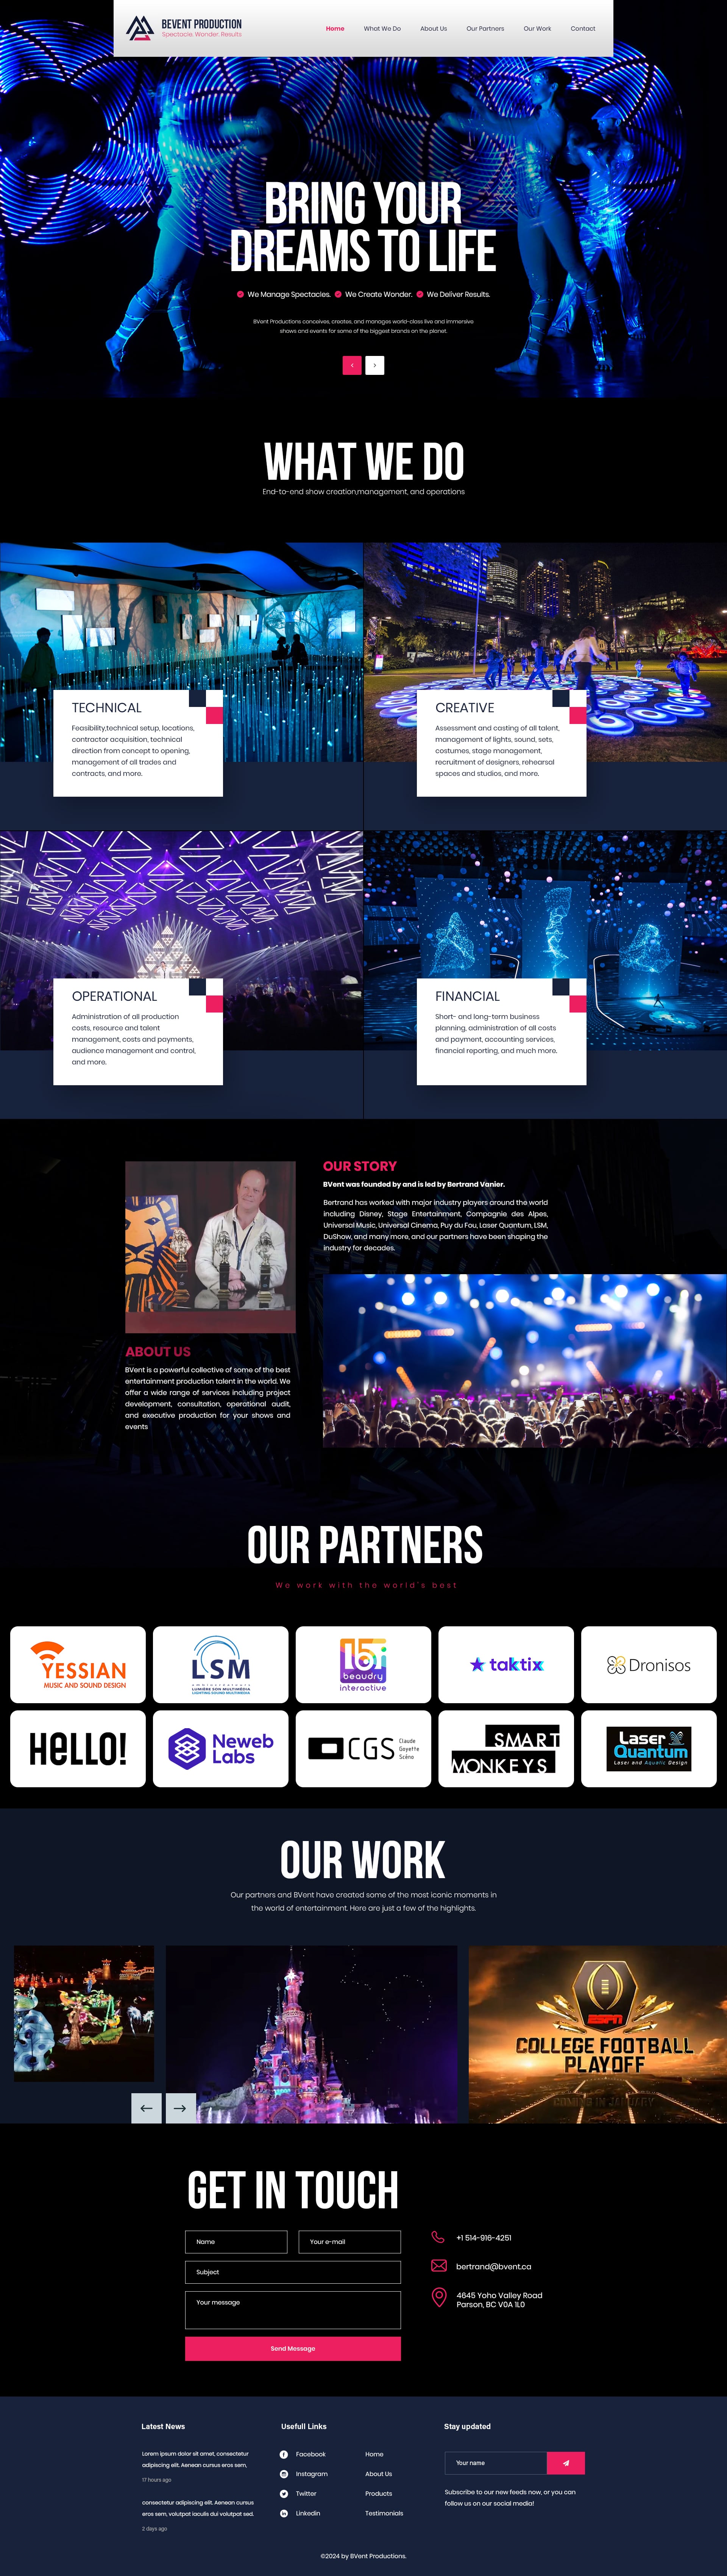 BEVENT PRODUCTION
Spectacle. Wonder. Results
Home What We Do About Us Our Partners Our Work Contact
BRING YOUR
DREAMS TO LIFE
We Manage Spectacles. We Create Wonder. We Deliver Results.
BVent Productions conceives, creates, and manages world-class live and immersive
shows and events for some of the biggest brands on the planet.
WHAT WE DO
End-to-end show creation,management, and operations
TECHNICAL
Feasibility,technical setup, locations,
contractor acquisition, technical
direction from concept to opening,
management of all trades and
contracts, and more.
CREATIVE
Assessment and casting of all talent,
management of lights, sound, sets,
costumes, stage management,
recruitment of designers, rehearsal
spaces and studios, and more.
OPERATIONAL
Administration of all production
costs, resource and talent
management, costs and payments,
audience management and control,
and more.
FINANCIAL
Short- and long-term business
planning, administration of all costs
and payment, accounting services,
financial reporting, and much more.
OUR STORY
BVent was founded by and is led by Bertrand Vanier.
Bertrand has worked with major industry players around the world
including Disney, Stage Entertainment, Compagnie des Alpes,
Universal Music, Universal Cinema, Puy du Fou, Laser Quantum, LSM,
DuShow, and many more, and our partners have been shaping the
industry for decades.
ABOUT US
BVent is a powerful collective of some of the best
entertainment production talent in the world. We
offer a wide range of services including project
development, consultation, operational audit,
and executive production for your shows and
events
OUR PARTNERS
We work with the world's best
YESSIAN
MUSIC AND SOUND DESIGN
LSM
ambiancesetats
LUMIÈRE SON MULTIMÉDIA
LIGHTING SOUND MULTIMEDIA
151
beaudry
interactive
taktix
Dronisos
HELLO!
Neweb
Labs
CGS
Claude
Goyette
Scéno
SMART
MONKEYS
Laser
Quantum
Laser and Aquatic Design
OUR WORK
Our partners and BVent have created some of the most iconic moments in
the world of entertainment. Here are just a few of the highlights.
ESPN
COLLEGE FOOTBALL
PLAYOFF
COMING IN JANUARY
GET IN TOUCH
Name
Your e-mail
Subject
Your message
Send Message
+1 514-916-4251
bertrand@bvent.ca
4645 Yoho Valley Road
Parson, BC V0A 1L0
Latest News
Lorem ipsum dolor sit amet, consectetur
adipiscing elit. Aenean cursus eros sem,
17 hours ago
consectetur adipiscing elit. Aenean cursus
eros sem, volutpat iaculis dui volutpat sed.
2 days ago
Usefull Links
Facebook
Instagram
Twitter
Linkedin
Home
About Us
Products
Testimonials
Stay updated
Your name
Subscribe to our new feeds now, or you can
follow us on our social media!
©2024 by BVent Productions.